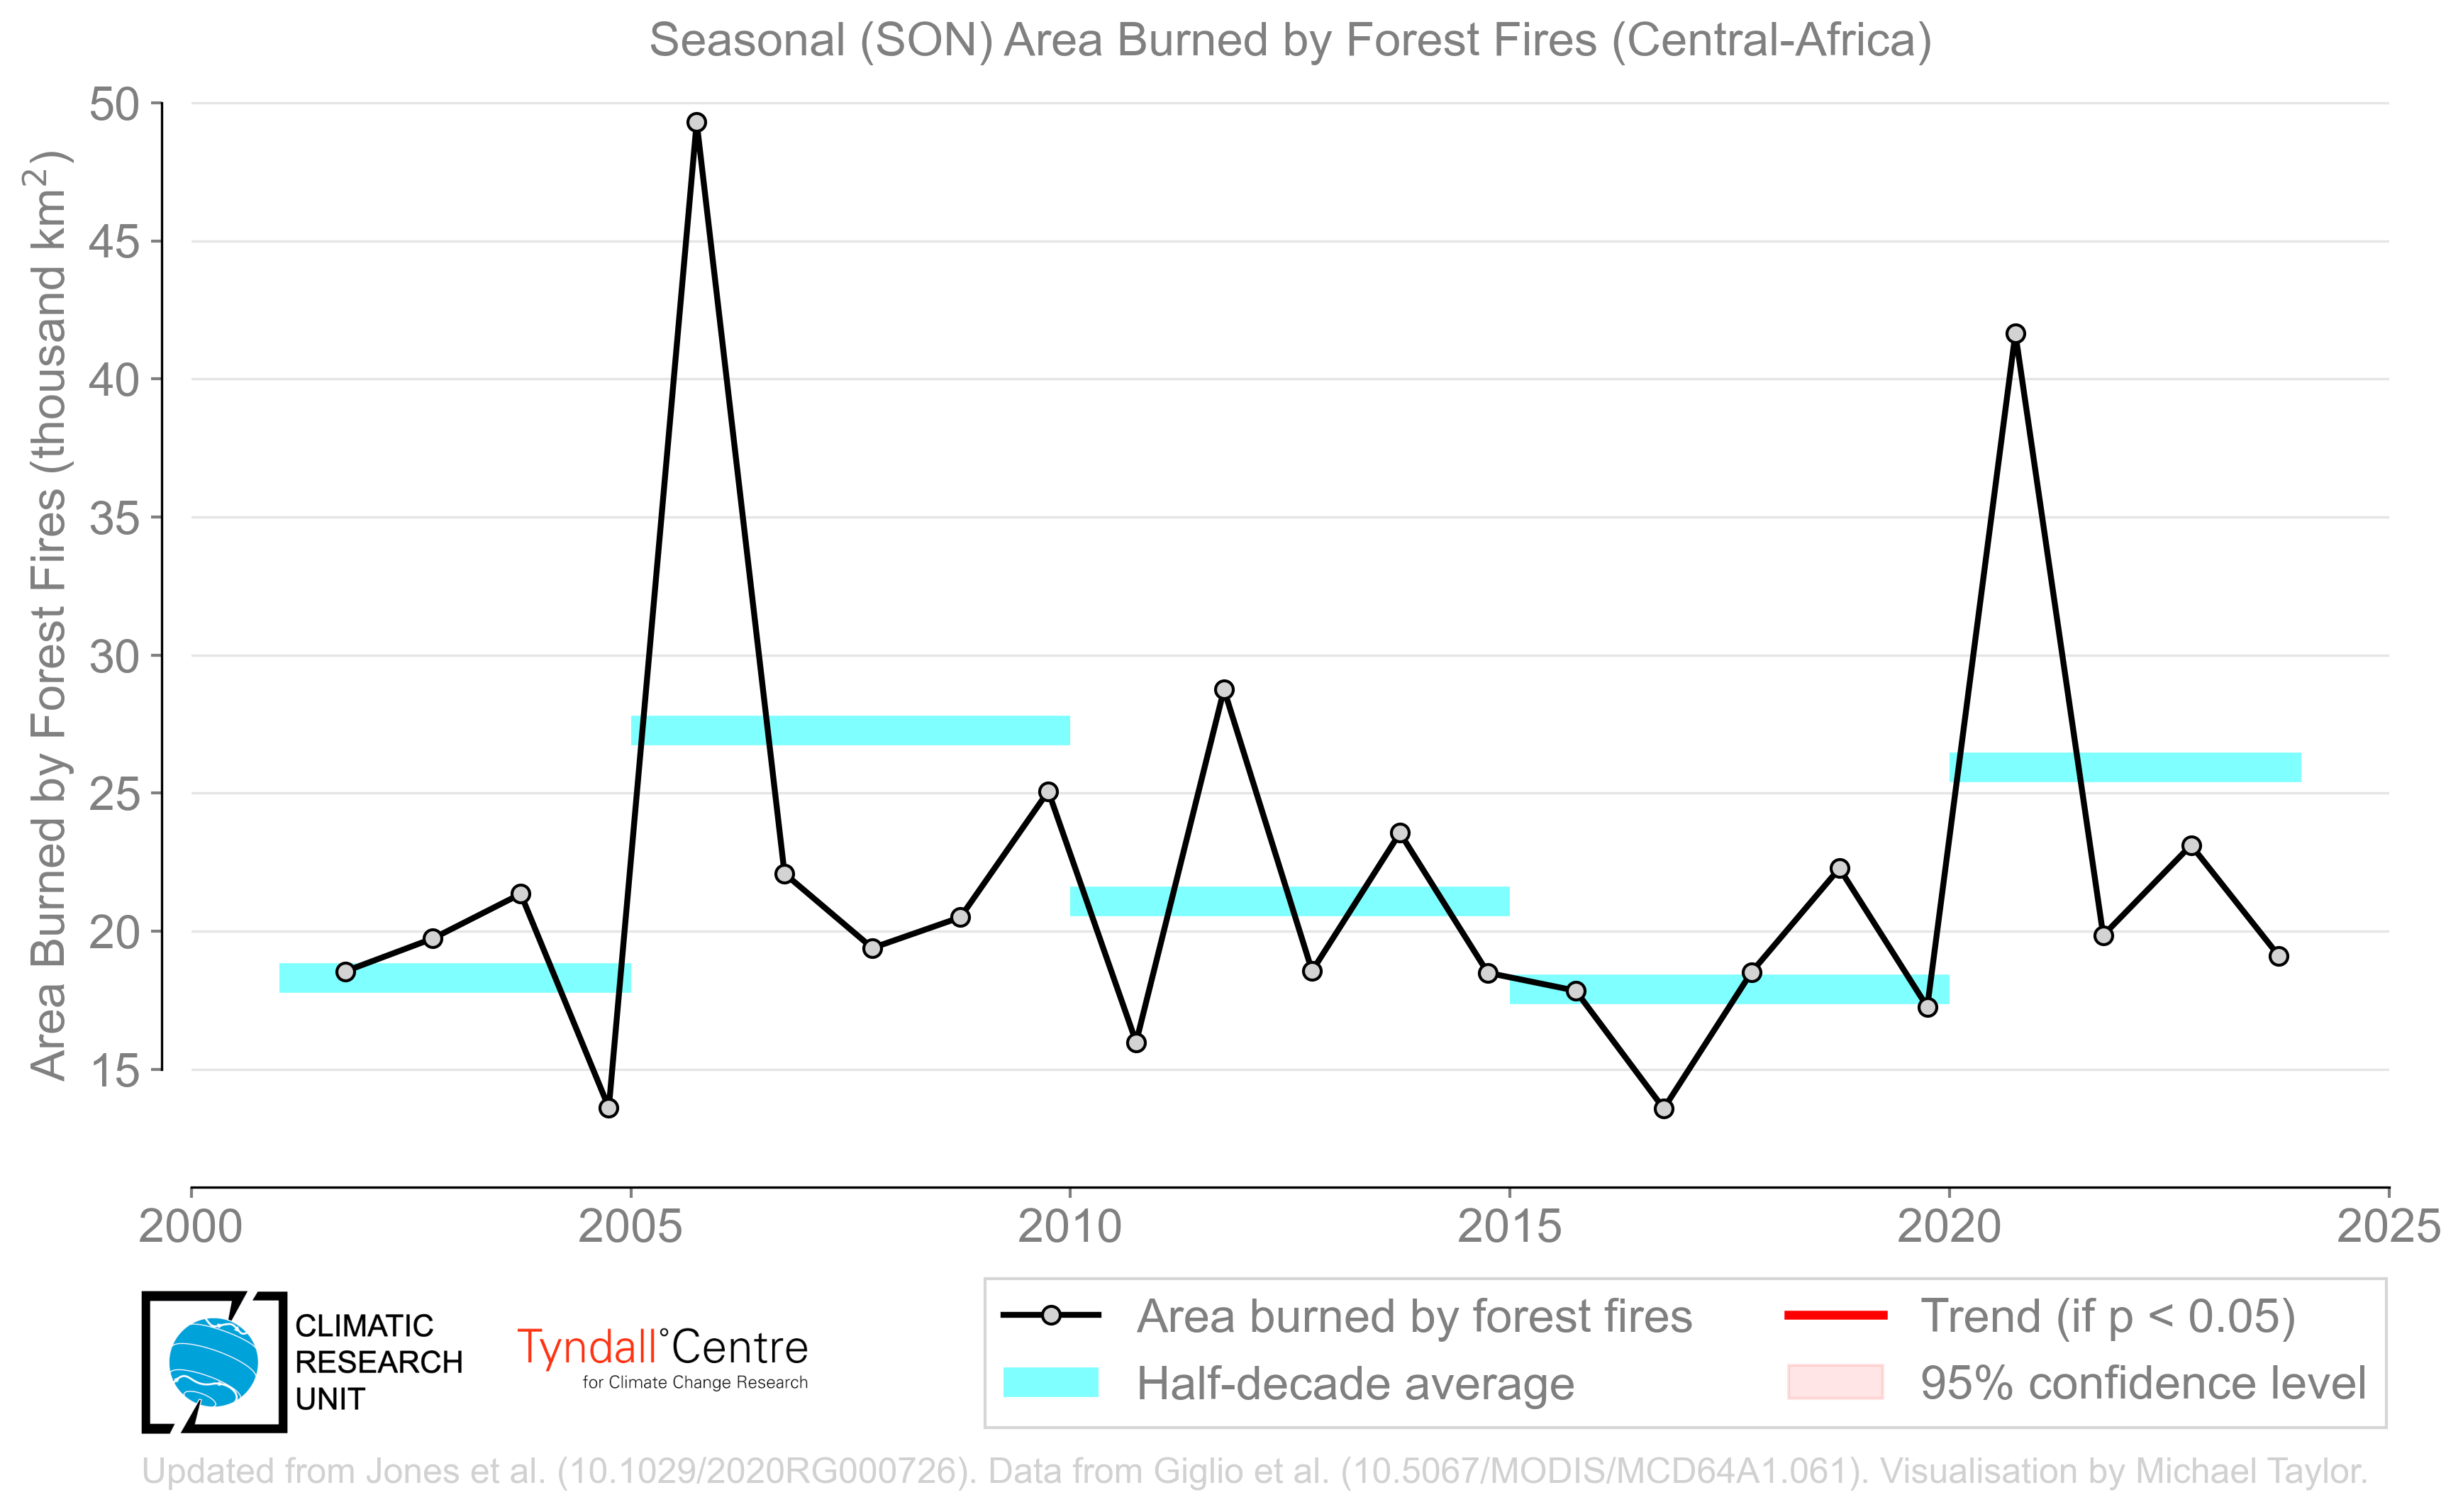 Seasonal (SON) Area Burned by Forest Fires (Central-Africa)
Area Burned by Forest Fires (thousand km²)
50
45
40
35
30
25
20
15
2000 2005 2010 2015 2020 2025
Area burned by forest fires
Half-decade average
Trend (if p < 0.05)
95% confidence level
CLIMATIC
RESEARCH
UNIT
Tyndall°Centre
for Climate Change Research
Updated from Jones et al. (10.1029/2020RG000726). Data from Giglio et al. (10.5067/MODIS/MCD64A1.061). Visualisation by Michael Taylor.